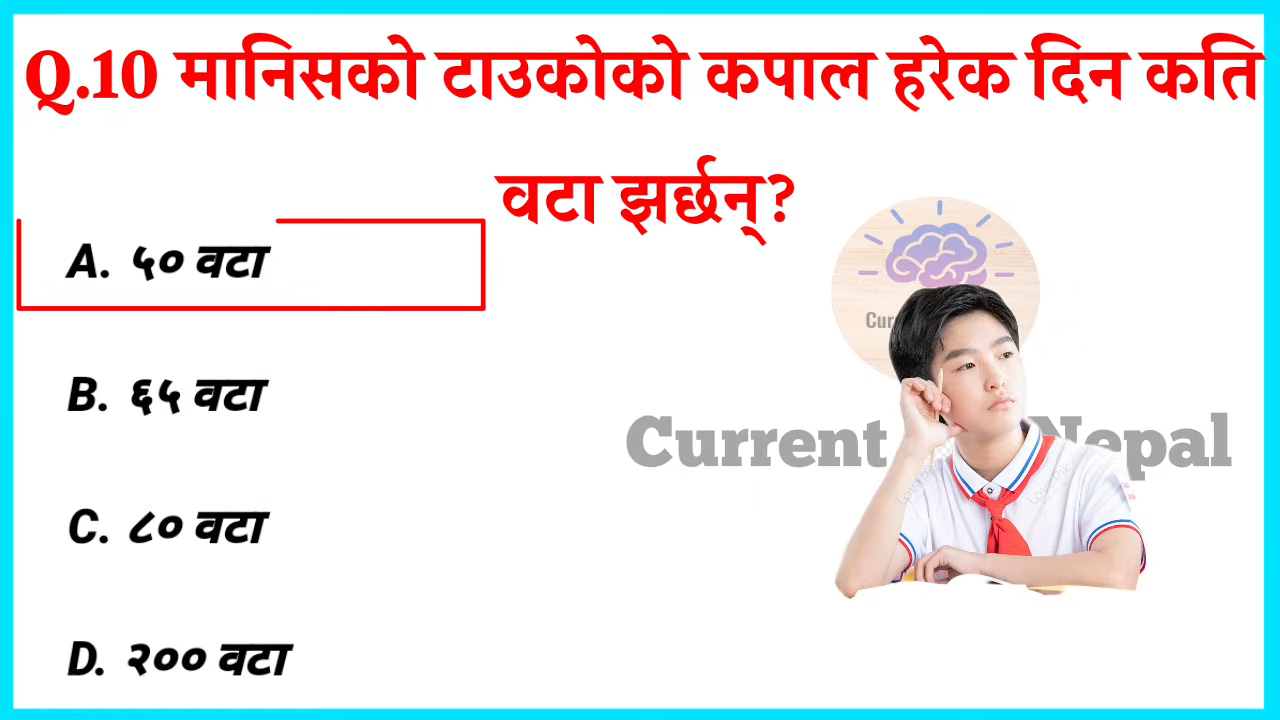 Q.10 मानिसको टाउकोको कपाल हरेक दिन कति
वटा झर्छन्?
A. ५० वटा
B. ६५ वटा
C. ८० वटा
D. २०० वटा
Current Nepal